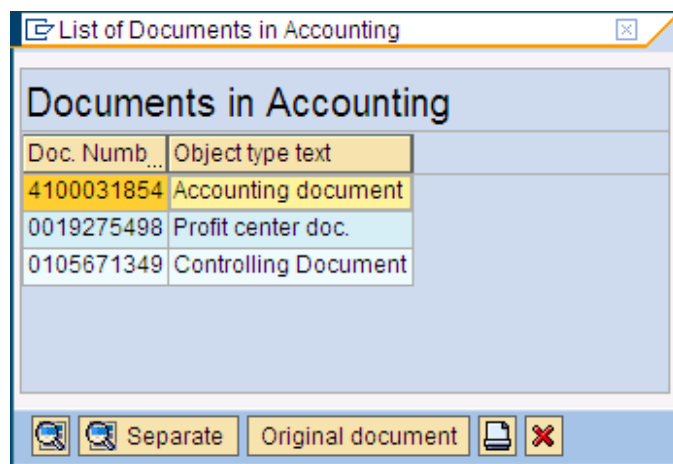 List of Documents in Accounting
Documents in Accounting
Doc. Numb... Object type text
4100031854 Accounting document
0019275498 Profit center doc.
0105671349 Controlling Document
Separate Original document